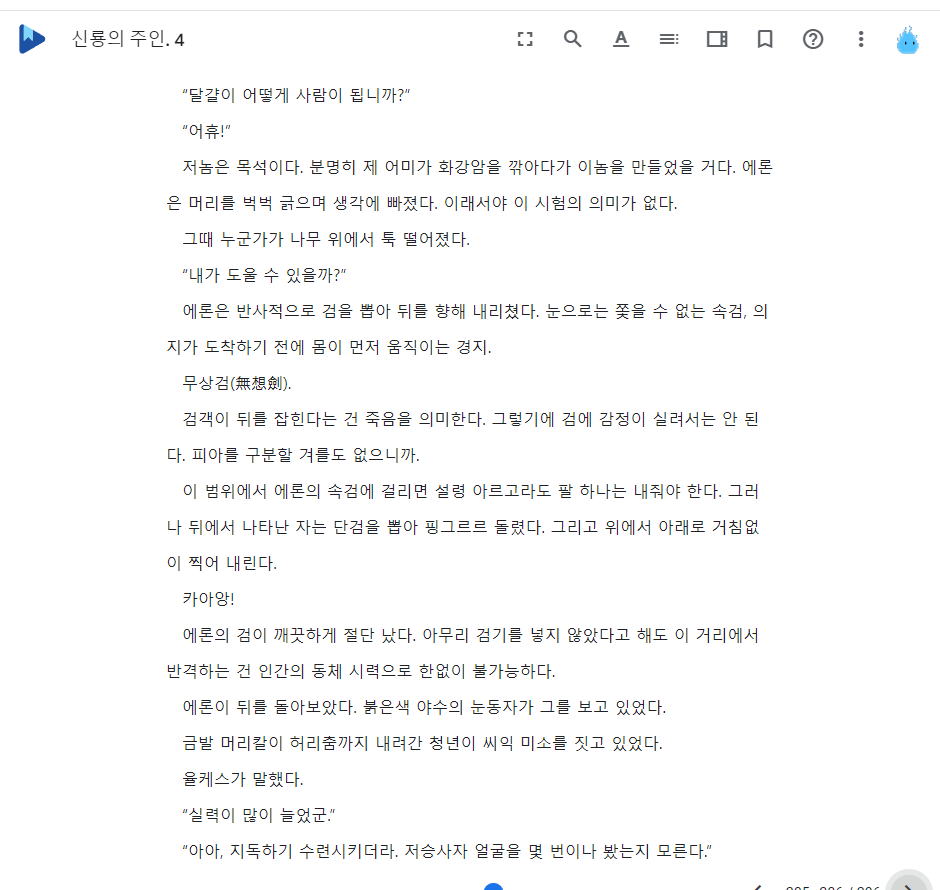 신룡의 주인. 4
“달걀이 어떻게 사람이 됩니까?”
“어휴!”
저놈은 목석이다. 분명히 제 어미가 화강암을 깎아다가 이놈을 만들었을 거다. 에론
은 머리를 벅벅 긁으며 생각에 빠졌다. 이래서야 이 시험의 의미가 없다.
그때 누군가가 나무 위에서 툭 떨어졌다.
“내가 도울 수 있을까?”
에론은 반사적으로 검을 뽑아 뒤를 향해 내리쳤다. 눈으로는 쫓을 수 없는 속검, 의
지가 도착하기 전에 몸이 먼저 움직이는 경지.
무상검(無想劍).
검객이 뒤를 잡힌다는 건 죽음을 의미한다. 그렇기에 검에 감정이 실려서는 안 된
다. 피아를 구분할 겨를도 없으니까.
이 범위에서 에론의 속검에 걸리면 설령 아르고라도 팔 하나는 내줘야 한다. 그러
나 뒤에서 나타난 자는 단검을 뽑아 핑그르르 돌렸다. 그리고 위에서 아래로 거침없
이 찍어 내린다.
카아앙!
에론의 검이 깨끗하게 절단 났다. 아무리 검기를 넣지 않았다고 해도 이 거리에서
반격하는 건 인간의 동체 시력으로 한없이 불가능하다.
에론이 뒤를 돌아보았다. 붉은색 야수의 눈동자가 그를 보고 있었다.
금발 머리칼이 허리춤까지 내려간 청년이 씨익 미소를 짓고 있었다.
율케스가 말했다.
“실력이 많이 늘었군.”
“아아, 지독하기 수련시키더라. 저승사자 얼굴을 몇 번이나 봤는지 모른다.”